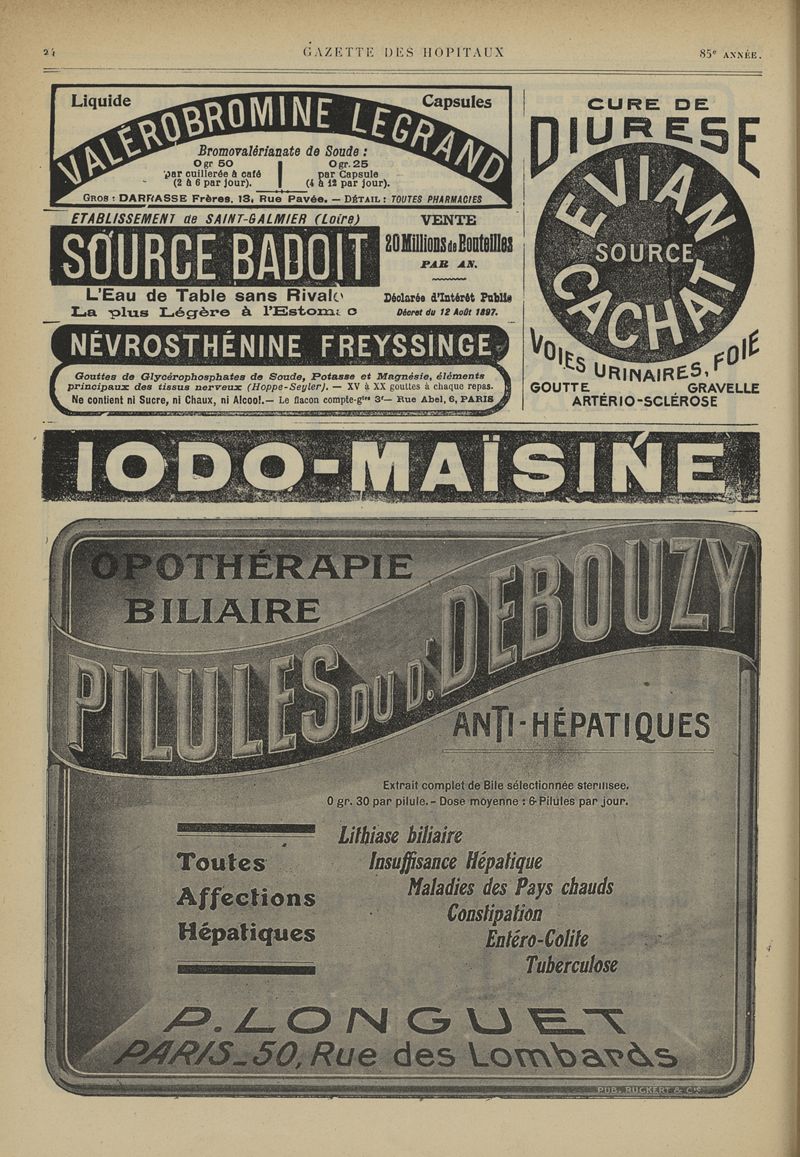 24
GAZETTE DES HOPITAUX
85e ANNÉE.
Liquide
Capsules
VALÉROBROMINE LEGRAND
Bromovalérianate de Soude :
0 gr 50
par cuillerée à café
(2 à 6 par jour).
0 gr. 25
par Capsule
(4 à 12 par jour).
GROS : DARRASSE Frères, 13, Rue Pavée. — DÉTAIL : TOUTES PHARMACIES
ETABLISSEMENT de SAINT-GALMIER (Loire)
SOURCE BADOIT
L'Eau de Table sans Rivale
La plus Légère à l'Estomac
VENTE
20 Millions de Bouteilles
PAR AN.
Déclarée d'Intérêt Public
Décret du 12 Août 1897.
NÉVROSTHÉNINE FREYSSINGE
Gouttes de Glycérophosphates de Soude, Potasse et Magnésie, éléments
principaux des tissus nerveux (Hoppe-Seyler). — XV à XX gouttes à chaque repas.
Ne contient ni Sucre, ni Chaux, ni Alcool.— Le flacon compte-gttes 3f— Rue Abel, 6, PARIS
CURE DE
DIURESE
EVIAN
SOURCE
CACHAT
VOIES URINAIRES, FOIE
GOUTTE GRAVELLE
ARTÉRIO-SCLÉROSE
IODO-MAÏSINE
OPOTHÉRAPIE
BILIAIRE
PILULES DU Dr DEBOUZY
ANTI-HÉPATIQUES
Extrait complet de Bile sélectionnée sterilisee.
0 gr. 30 par pilule. - Dose moyenne : 6 Pilules par jour.
Toutes
Affections
Hépatiques
Lithiase biliaire
Insuffisance Hépatique
Maladies des Pays chauds
Constipation
Entéro-Colite
Tuberculose
P. LONGUET
PARIS_50, Rue des Lombards
PUB. RUCKERT & Cie